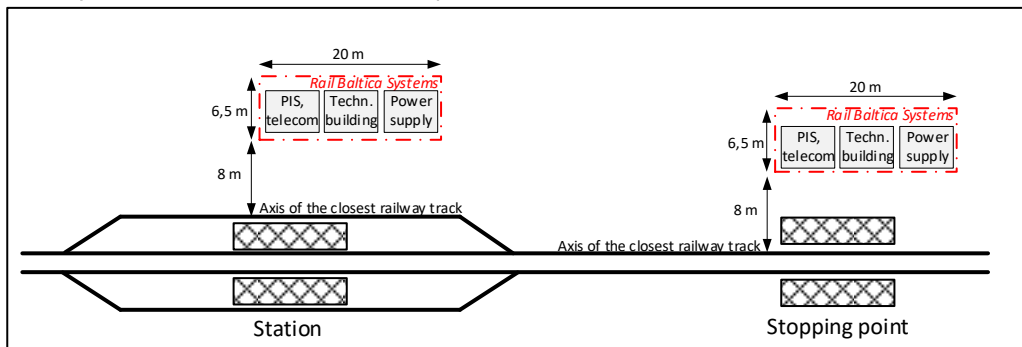 20 m
Rail Baltica Systems
6,5 m
PIS,
telecom
Techn.
building
Power
supply
8 m
Axis of the closest railway track
Station
20 m
Rail Baltica Systems
6,5 m
PIS,
telecom
Techn.
building
Power
supply
8 m
Axis of the closest railway track
Stopping point